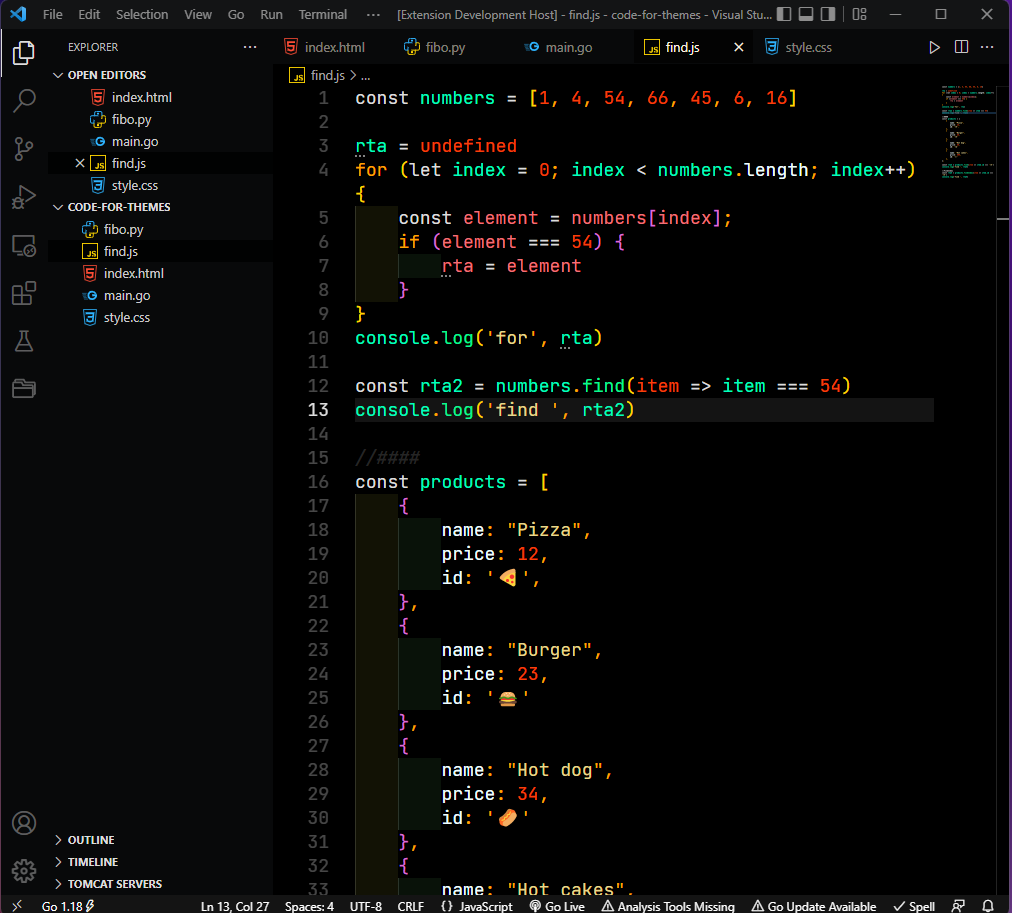 File Edit Selection View Go Run Terminal ··· [Extension Development Host] - find.js - code-for-themes - Visual Stu...
EXPLORER ···
OPEN EDITORS
index.html
fibo.py
main.go
find.js
style.css
CODE-FOR-THEMES
fibo.py
find.js
index.html
main.go
style.css
OUTLINE
TIMELINE
TOMCAT SERVERS
index.html fibo.py main.go find.js style.css
find.js > ...
1 const numbers = [1, 4, 54, 66, 45, 6, 16]
2
3 rta = undefined
4 for (let index = 0; index < numbers.length; index++)
{
5 const element = numbers[index];
6 if (element === 54) {
7 rta = element
8 }
9 }
10 console.log('for', rta)
11
12 const rta2 = numbers.find(item => item === 54)
13 console.log('find ', rta2)
14
15 //####
16 const products = [
17 {
18 name: "Pizza",
19 price: 12,
20 id: '🍕',
21 },
22 {
23 name: "Burger",
24 price: 23,
25 id: '🍔'
26 },
27 {
28 name: "Hot dog",
29 price: 34,
30 id: '🌭'
31 },
32 {
33 name: "Hot cakes",
Go 1.18 Ln 13, Col 27 Spaces: 4 UTF-8 CRLF {} JavaScript Go Live Analysis Tools Missing Go Update Available Spell